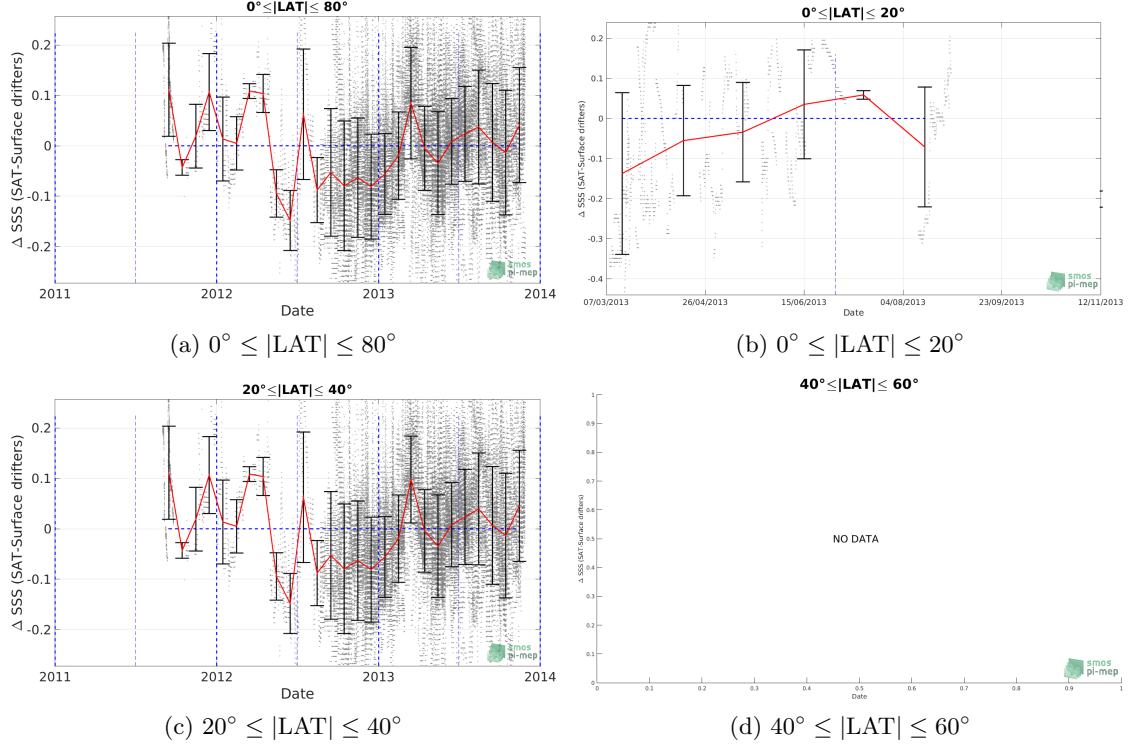 0°≤|LAT|≤ 80°
0.2
0.1
0
-0.1
-0.2
Δ SSS (SAT-Surface drifters)
2011
2012
2013
2014
Date
smos
pi-mep
(a) 0° ≤ |LAT| ≤ 80°
0°≤|LAT|≤ 20°
0.2
0.1
0
-0.1
-0.2
-0.3
-0.4
Δ SSS (SAT-Surface drifters)
07/03/2013
26/04/2013
15/06/2013
04/08/2013
23/09/2013
12/11/2013
Date
smos
pi-mep
(b) 0° ≤ |LAT| ≤ 20°
20°≤|LAT|≤ 40°
0.2
0.1
0
-0.1
-0.2
Δ SSS (SAT-Surface drifters)
2011
2012
2013
2014
Date
smos
pi-mep
(c) 20° ≤ |LAT| ≤ 40°
40°≤|LAT|≤ 60°
1
0.9
0.8
0.7
0.6
0.5
0.4
0.3
0.2
0.1
0
Δ SSS (SAT-Surface drifters)
NO DATA
0
0.1
0.2
0.3
0.4
0.5
0.6
0.7
0.8
0.9
1
Date
smos
pi-mep
(d) 40° ≤ |LAT| ≤ 60°